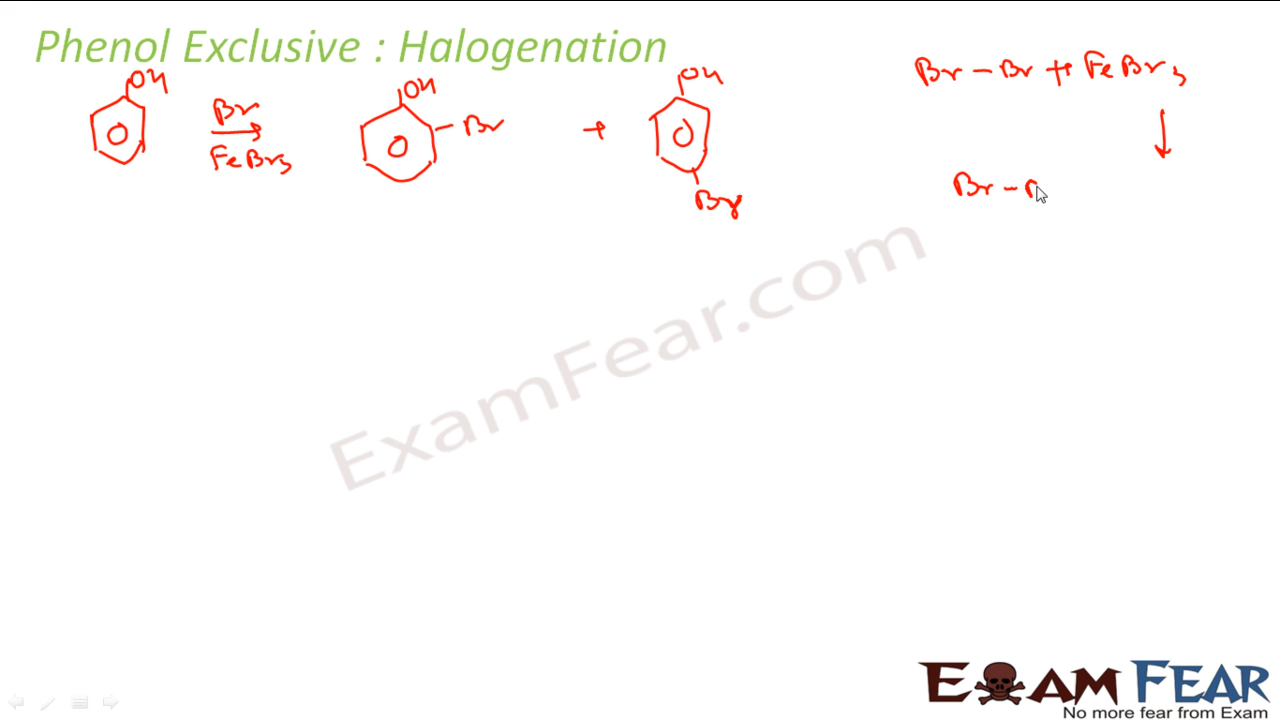 Phenol Exclusive : Halogenation
OH
Br
FeBr3
OH
Br
+
OH
Br
Br - Br + FeBr3
Br -
ExamFear.com
EXAM FEAR
No more fear from Exam